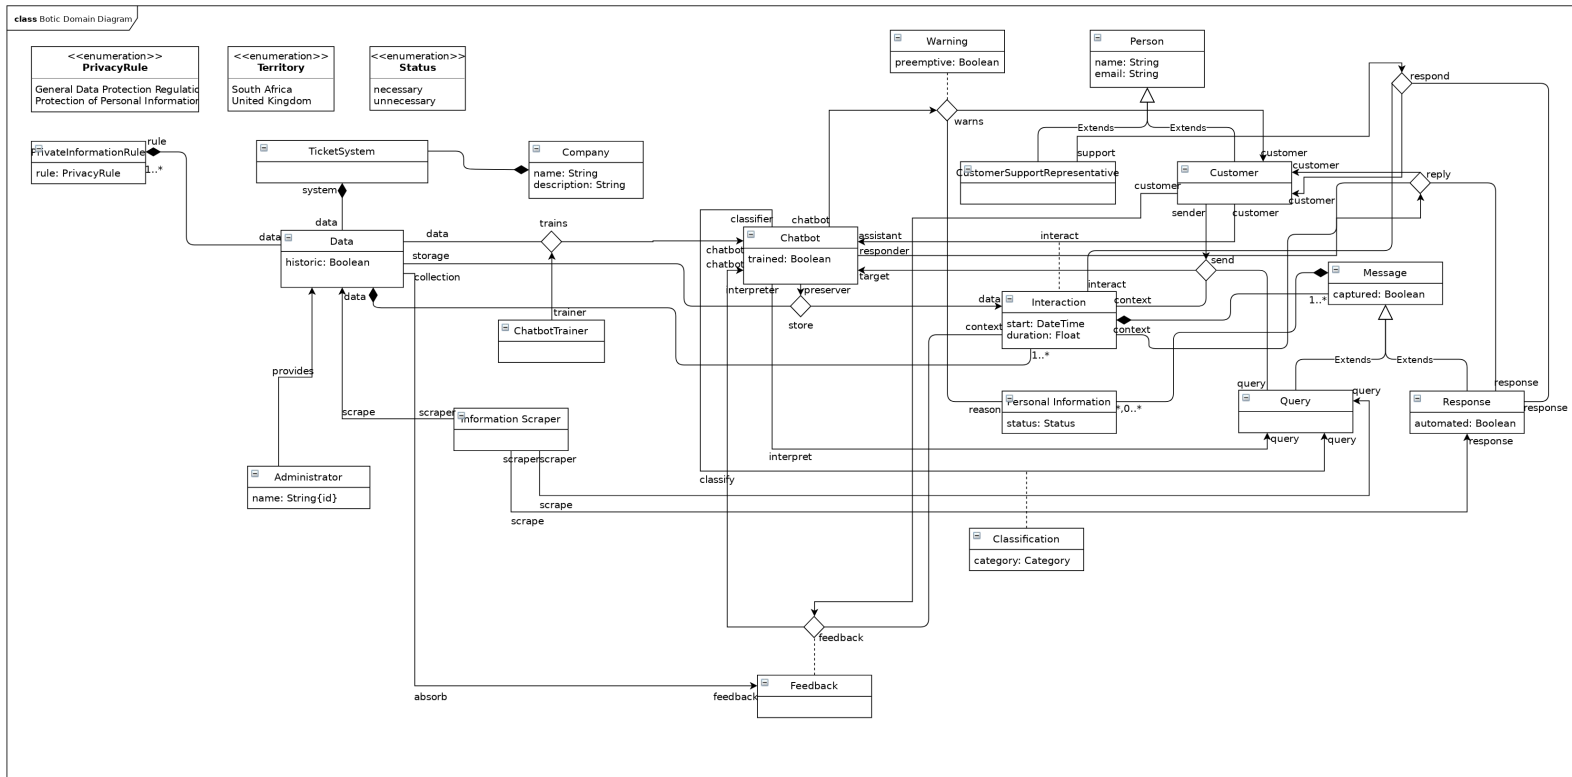 class Botic Domain Diagram
<<enumeration>>
PrivacyRule
General Data Protection Regulatic
Protection of Personal Information
<<enumeration>>
Territory
South Africa
United Kingdom
<<enumeration>>
Status
necessary
unnecessary
Warning
preemptive: Boolean
Person
name: String
email: String
respond
warns
Extends
Extends
rule
PrivateInformationRule
1..*
rule: PrivacyRule
TicketSystem
system
Company
name: String
description: String
support
CustomerSupportRepresentative
customer
customer
Customer
customer
customer
reply
sender
customer
data
data
data
Data
historic: Boolean
storage
collection
data
trains
classifier
chatbot
Chatbot
trained: Boolean
chatbot
chatbot
assistant
responder
target
interpreter
preserver
interact
interact
send
store
data
Interaction
start: DateTime
duration: Float
context
context
context
1..*
Message
captured: Boolean
1..*
trainer
ChatbotTrainer
Extends
Extends
provides
scrape
scraper
Information Scraper
scraper
scraper
reason
Personal Information
status: Status
*,0..*
query
query
Query
query
query
response
Response
automated: Boolean
response
response
interpret
classify
scrape
scrape
Administrator
name: String{id}
Classification
category: Category
feedback
absorb
feedback
Feedback